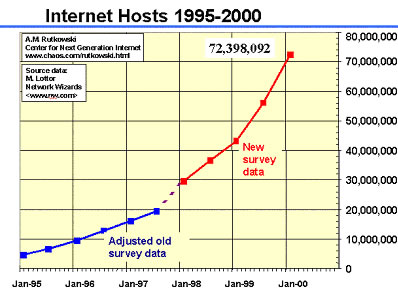 Internet Hosts 1995-2000
A.M. Rutkowski
Center for Next Generation Internet
www.chaos.com/rutkowski.html
Source data:
M. Lottor
Network Wizards
<www.nw.com>
72,398,092
80,000,000
70,000,000
60,000,000
50,000,000
40,000,000
30,000,000
20,000,000
10,000,000
0
New
survey
data
Adjusted old
survey data
Jan-95 Jan-96 Jan-97 Jan-98 Jan-99 Jan-00